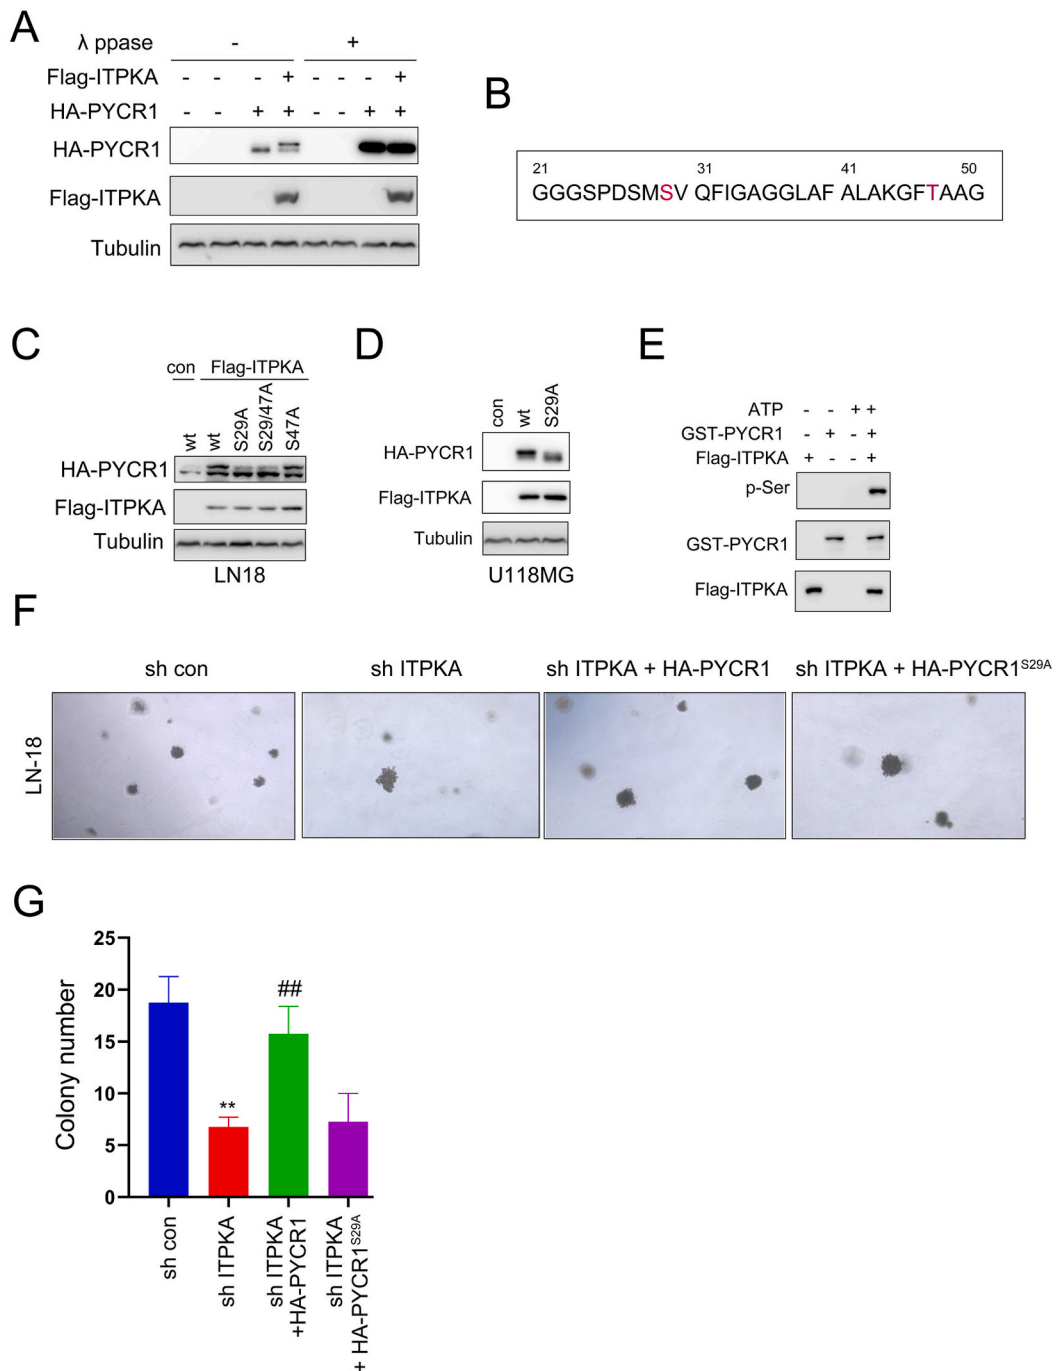 A
λ ppase - +
Flag-ITPKA - - - + - - - +
HA-PYCR1 - - + + - - + +
HA-PYCR1
Flag-ITPKA
Tubulin
B
21 31 41 50
GGGSPDSMSV QFIGAGGLAF ALAKGFTAAG
C
con Flag-ITPKA
wt wt S29A S29/47A S47A
HA-PYCR1
Flag-ITPKA
Tubulin
LN18
D
con wt S29A
HA-PYCR1
Flag-ITPKA
Tubulin
U118MG
E
ATP - - + +
GST-PYCR1 - + - +
Flag-ITPKA + - - +
p-Ser
GST-PYCR1
Flag-ITPKA
F
sh con sh ITPKA sh ITPKA + HA-PYCR1 sh ITPKA + HA-PYCR1S29A
LN-18
G
Colony number
25
20
15
10
5
0
**
##
sh con
sh ITPKA
sh ITPKA
+HA-PYCR1
sh ITPKA
+ HA-PYCR1S29A